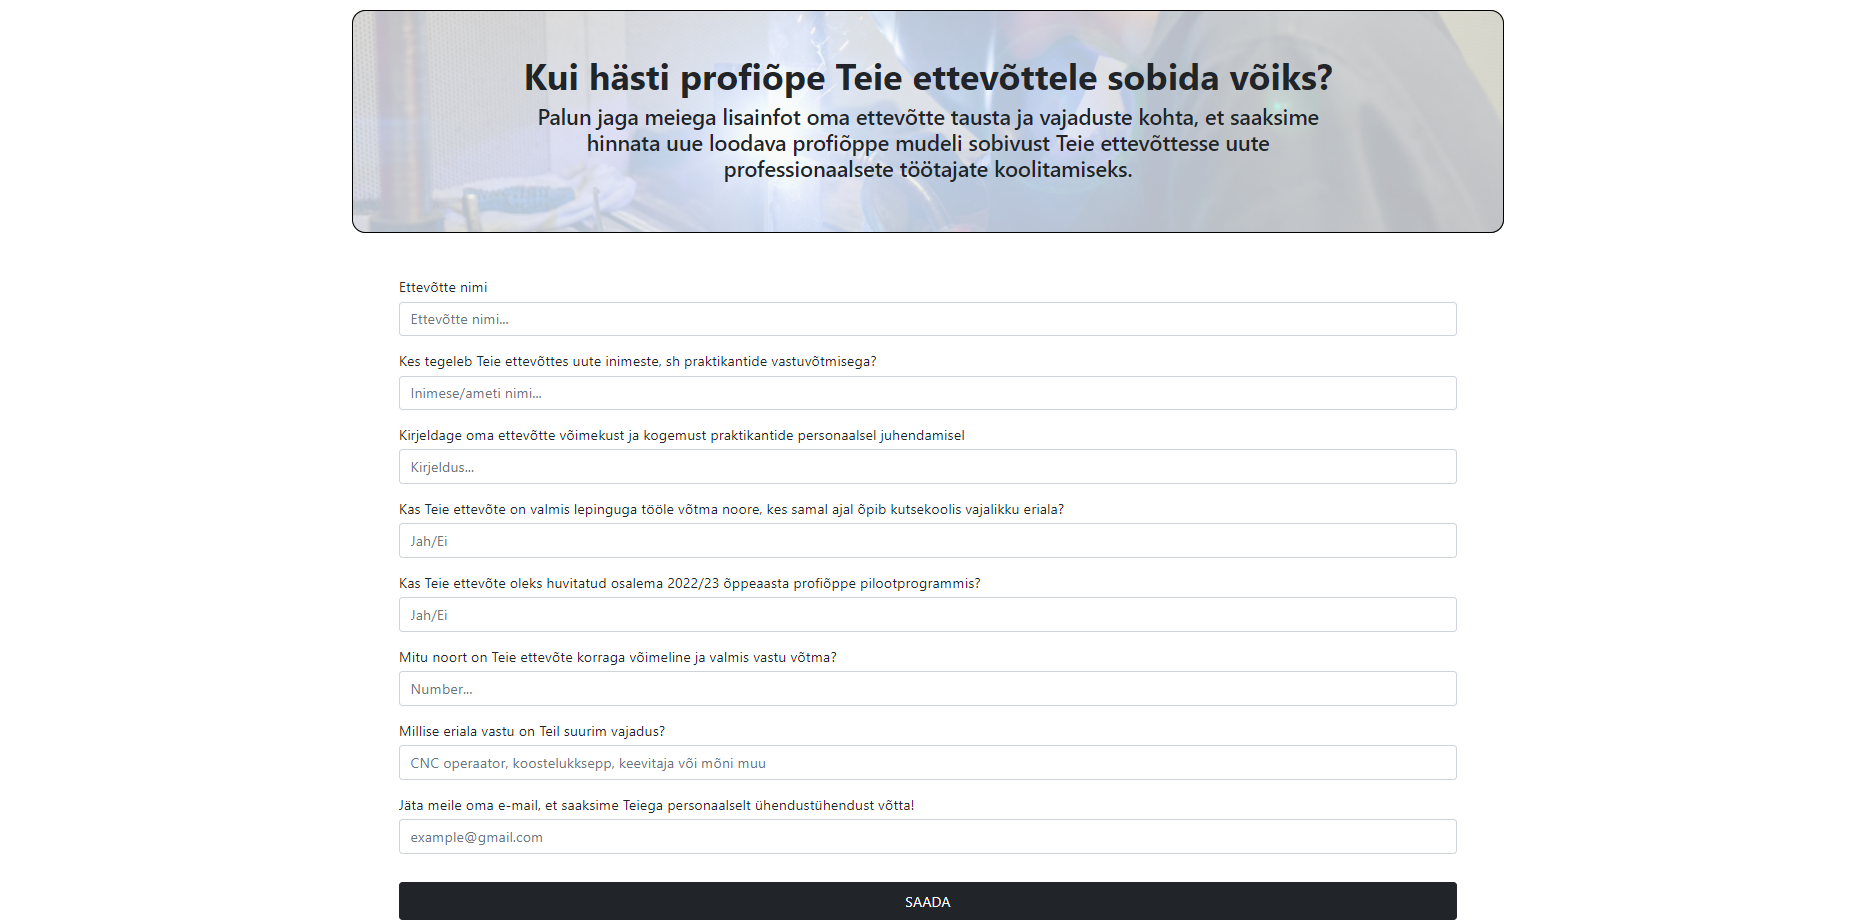 Kui hästi profiõpe Teie ettevõttele sobida võiks?
Palun jaga meiega lisainfot oma ettevõtte tausta ja vajaduste kohta, et saaksime
hinnata uue loodava profiõppe mudeli sobivust Teie ettevõttesse uute
professionaalsete töötajate koolitamiseks.
Ettevõtte nimi
Ettevõtte nimi...
Kes tegeleb Teie ettevõttes uute inimeste, sh praktikantide vastuvõtmisega?
Inimese/ameti nimi...
Kirjeldage oma ettevõtte võimekust ja kogemust praktikantide personaalsel juhendamisel
Kirjeldus...
Kas Teie ettevõte on valmis lepinguga tööle võtma noore, kes samal ajal õpib kutsekoolis vajalikku eriala?
Jah/Ei
Kas Teie ettevõte oleks huvitatud osalema 2022/23 õppeaasta profiõppe pilootprogrammis?
Jah/Ei
Mitu noort on Teie ettevõte korraga võimeline ja valmis vastu võtma?
Number...
Millise eriala vastu on Teil suurim vajadus?
CNC operaator, koostelukksepp, keevitaja või mõni muu
Jäta meile oma e-mail, et saaksime Teiega personaalselt ühendustühendust võtta!
example@gmail.com
SAADA